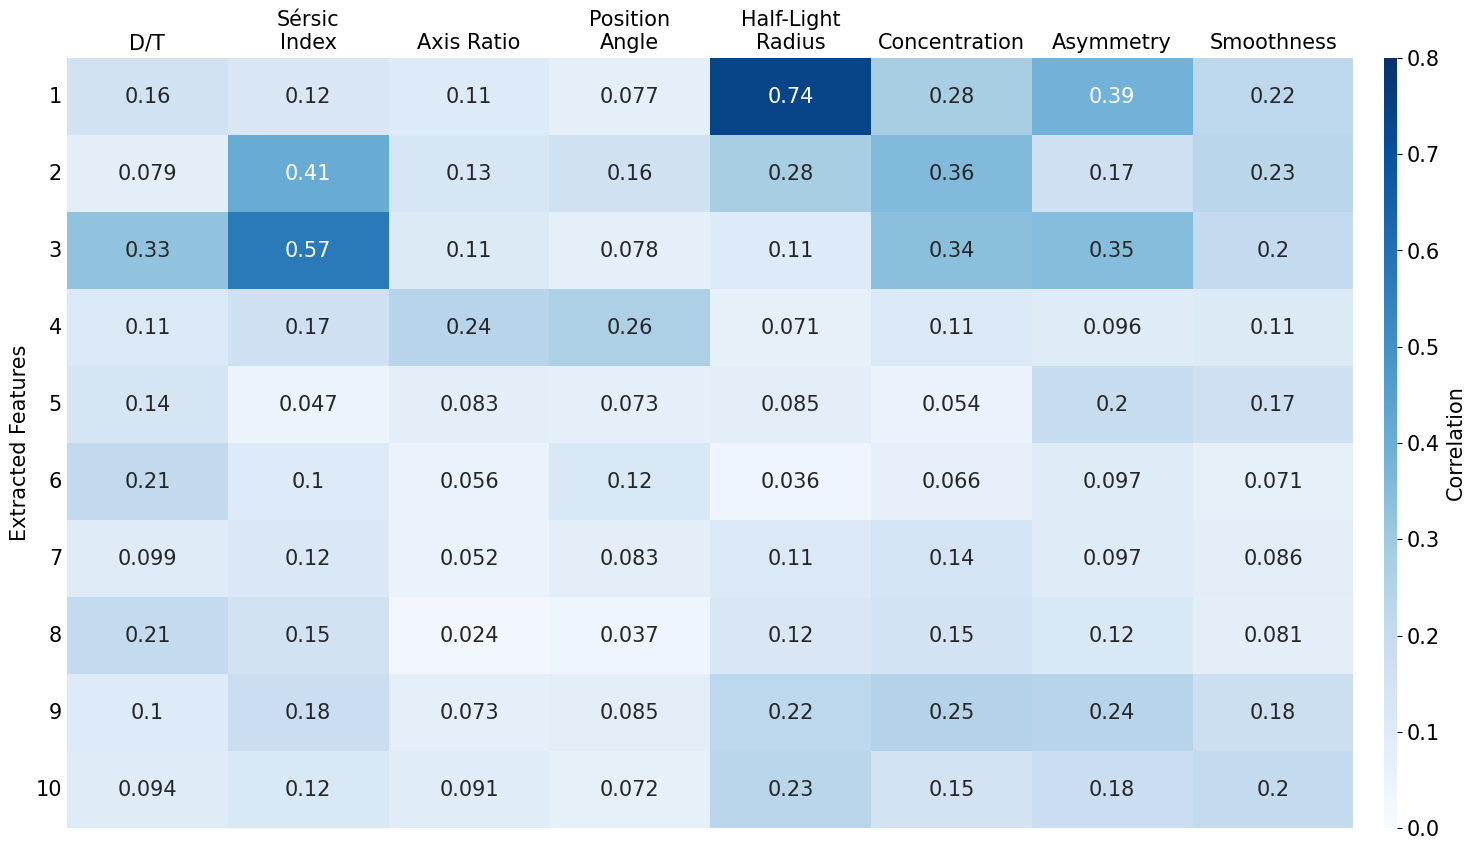 Sérsic
Position
Half-Light
D/T
Index
Axis Ratio
Angle
Radius
Concentration
Asymmetry
Smoothness
1 0.16 0.12 0.11 0.077 0.74 0.28 0.39 0.22
2 0.079 0.41 0.13 0.16 0.28 0.36 0.17 0.23
3 0.33 0.57 0.11 0.078 0.11 0.34 0.35 0.2
4 0.11 0.17 0.24 0.26 0.071 0.11 0.096 0.11
5 0.14 0.047 0.083 0.073 0.085 0.054 0.2 0.17
6 0.21 0.1 0.056 0.12 0.036 0.066 0.097 0.071
7 0.099 0.12 0.052 0.083 0.11 0.14 0.097 0.086
8 0.21 0.15 0.024 0.037 0.12 0.15 0.12 0.081
9 0.1 0.18 0.073 0.085 0.22 0.25 0.24 0.18
10 0.094 0.12 0.091 0.072 0.23 0.15 0.18 0.2
Extracted Features
0.8
0.7
0.6
0.5
0.4
0.3
0.2
0.1
0.0
Correlation